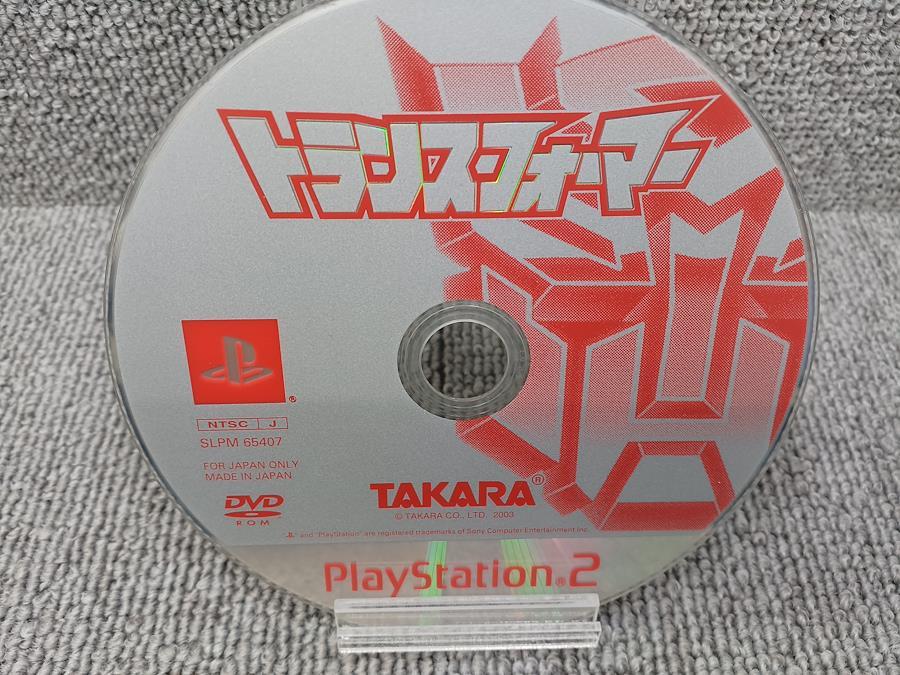 トランスフォーマー
®
NTSC J
SLPM 65407
FOR JAPAN ONLY
MADE IN JAPAN
DVD
ROM
TAKARA®
© TAKARA CO., LTD. 2003
" " and "PlayStation" are registered trademarks of Sony Computer Entertainment Inc.
PlayStation®2